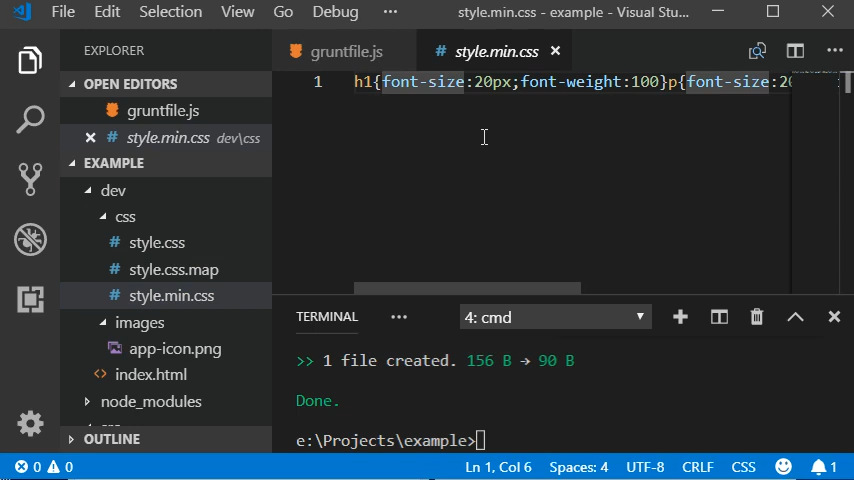 File Edit Selection View Go Debug ··· style.min.css - example - Visual Stu...
EXPLORER
OPEN EDITORS
gruntfile.js
style.min.css dev\css
EXAMPLE
dev
css
style.css
style.css.map
style.min.css
images
app-icon.png
index.html
node_modules
OUTLINE
gruntfile.js
# style.min.css
1 h1{font-size:20px;font-weight:100}p{font-size:20
TERMINAL ··· 4: cmd
>> 1 file created. 156 B → 90 B
Done.
e:\Projects\example>
0 0 Ln 1, Col 6 Spaces: 4 UTF-8 CRLF CSS 1